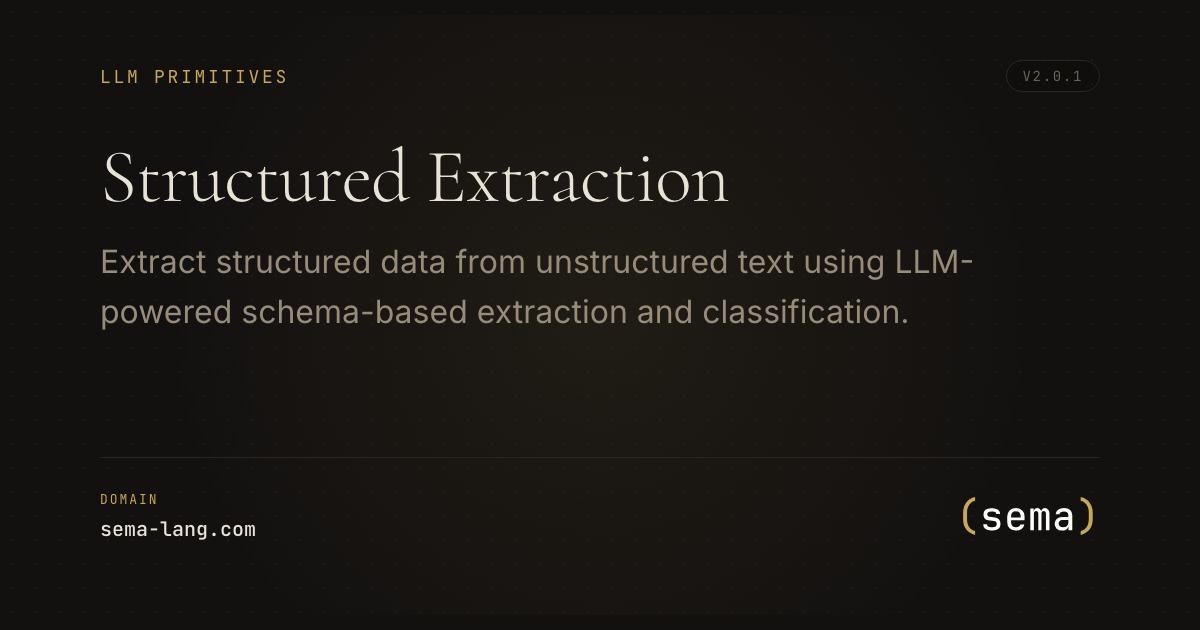 LLM PRIMITIVES
V2.0.1
Structured Extraction
Extract structured data from unstructured text using LLM-
powered schema-based extraction and classification.
DOMAIN
sema-lang.com
(sema)